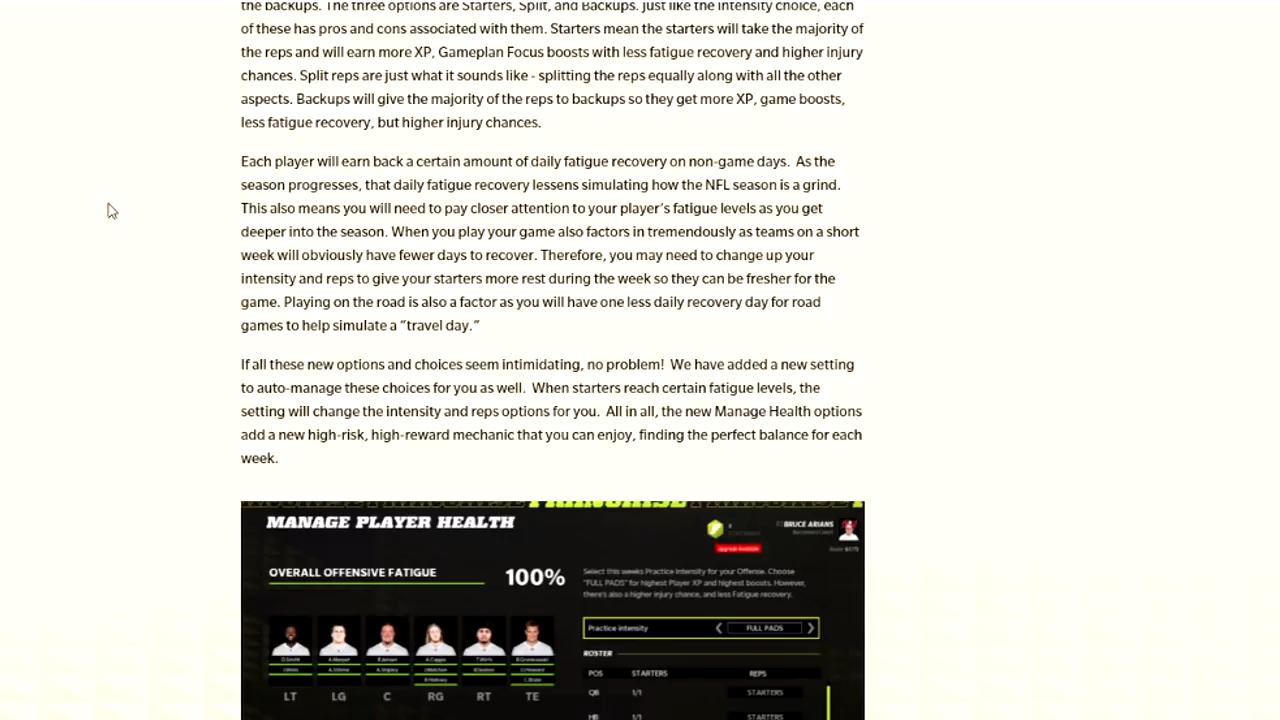 the backups. The three options are Starters, Split, and Backups. Just like the intensity choice, each
of these has pros and cons associated with them. Starters mean the starters will take the majority of
the reps and will earn more XP, Gameplan Focus boosts with less fatigue recovery and higher injury
chances. Split reps are just what it sounds like - splitting the reps equally along with all the other
aspects. Backups will give the majority of the reps to backups so they get more XP, game boosts,
less fatigue recovery, but higher injury chances.
Each player will earn back a certain amount of daily fatigue recovery on non-game days.  As the
season progresses, that daily fatigue recovery lessens simulating how the NFL season is a grind.
This also means you will need to pay closer attention to your player's fatigue levels as you get
deeper into the season. When you play your game also factors in tremendously as teams on a short
week will obviously have fewer days to recover. Therefore, you may need to change up your
intensity and reps to give your starters more rest during the week so they can be fresher for the
game. Playing on the road is also a factor as you will have one less daily recovery day for road
games to help simulate a "travel day."
If all these new options and choices seem intimidating, no problem!  We have added a new setting
to auto-manage these choices for you as well.  When starters reach certain fatigue levels, the
setting will change the intensity and reps options for you.  All in all, the new Manage Health options
add a new high-risk, high-reward mechanic that you can enjoy, finding the perfect balance for each
week.
FRANCHISE
MANAGE PLAYER HEALTH
BRUCE ARIANS
OVERALL OFFENSIVE FATIGUE 100%
Select this weeks Practice Intensity for your Offense. Choose
"FULL PADS" for highest Player XP and highest boosts. However,
there's also a higher injury chance, and less Fatigue recovery.
Practice Intensity FULL PADS
ROSTER
POS STARTERS REPS
QB 1/1 STARTERS
HB 1/1 STARTERS
LT LG C RG RT TE